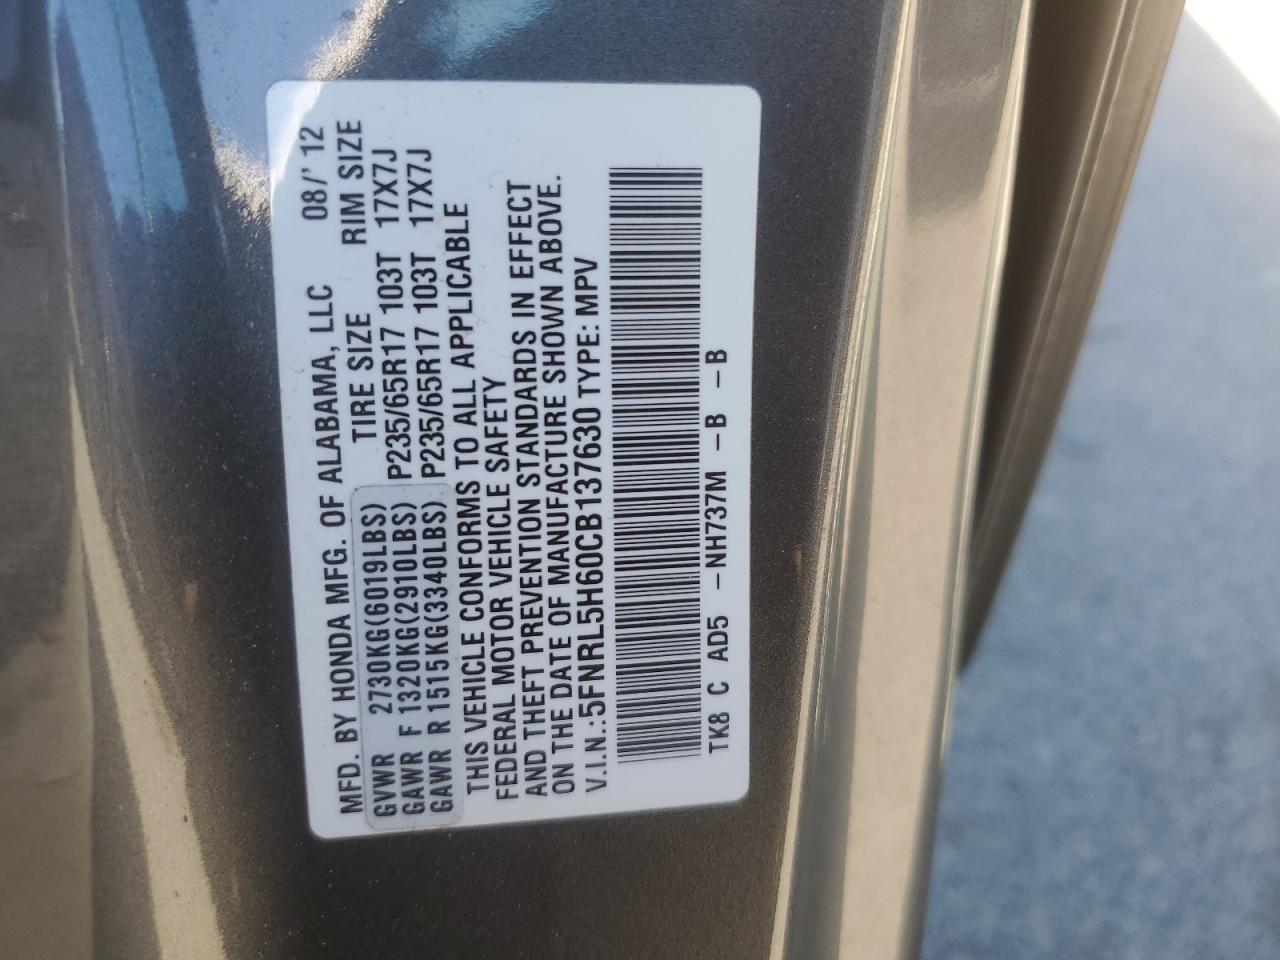 MFD. BY HONDA MFG. OF ALABAMA, LLC 08/'12
TIRE SIZE RIM SIZE
GVWR 2730KG(6019LBS)
GAWR F 1320KG(2910LBS) P235/65R17 103T 17X7J
GAWR R 1515KG(3340LBS) P235/65R17 103T 17X7J
THIS VEHICLE CONFORMS TO ALL APPLICABLE
FEDERAL MOTOR VEHICLE SAFETY
AND THEFT PREVENTION STANDARDS IN EFFECT
ON THE DATE OF MANUFACTURE SHOWN ABOVE.
V.I.N.:5FNRL5H60CB137630 TYPE: MPV
TK8 C AD5 -NH737M -B -B